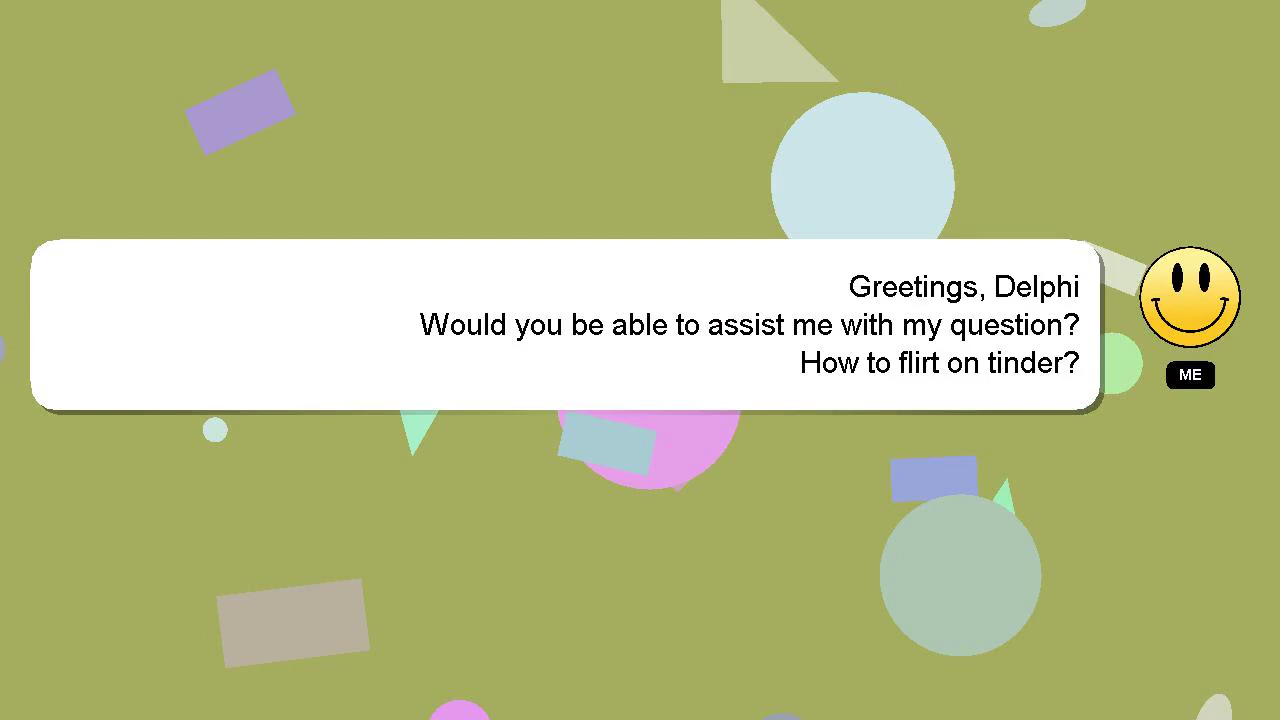 Greetings, Delphi
Would you be able to assist me with my question?
How to flirt on tinder?
ME